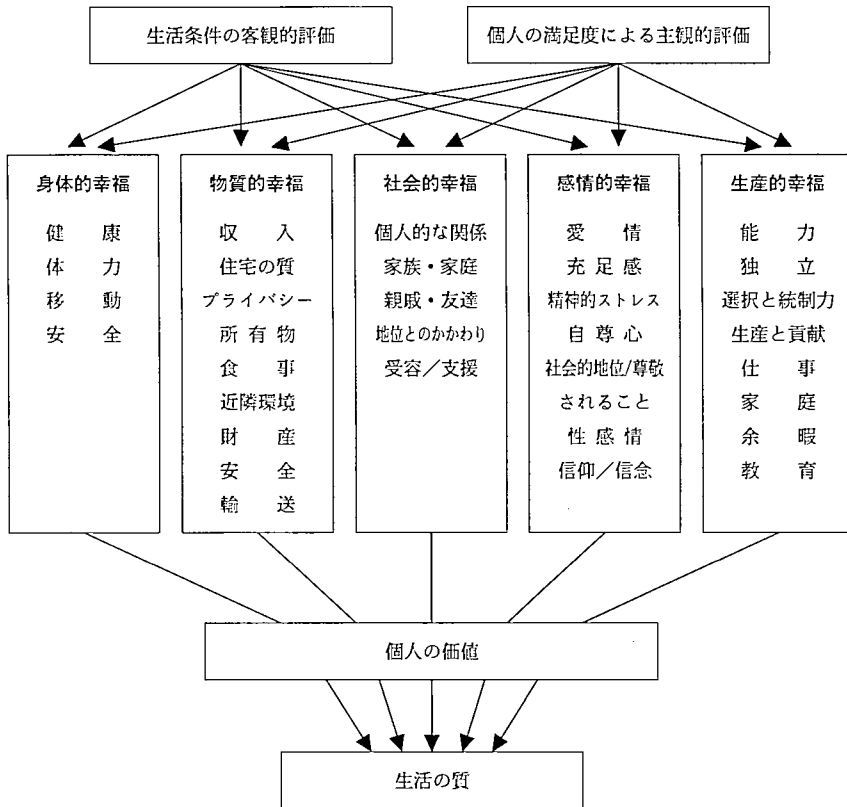 生活条件の客観的評価
個人の満足度による主観的評価
身体的幸福
健康
体力
移動
安全
物質的幸福
収入
住宅の質
プライバシー
所有物
食事
近隣環境
財産
安全
輸送
社会的幸福
個人的な関係
家族・家庭
親戚・友達
地位とのかかわり
受容／支援
感情的幸福
愛情
充足感
精神的ストレス
自尊心
社会的地位/尊敬
されること
性感情
信仰／信念
生産的幸福
能力
独立
選択と統制力
生産と貢献
仕事
家庭
余暇
教育
個人の価値
生活の質